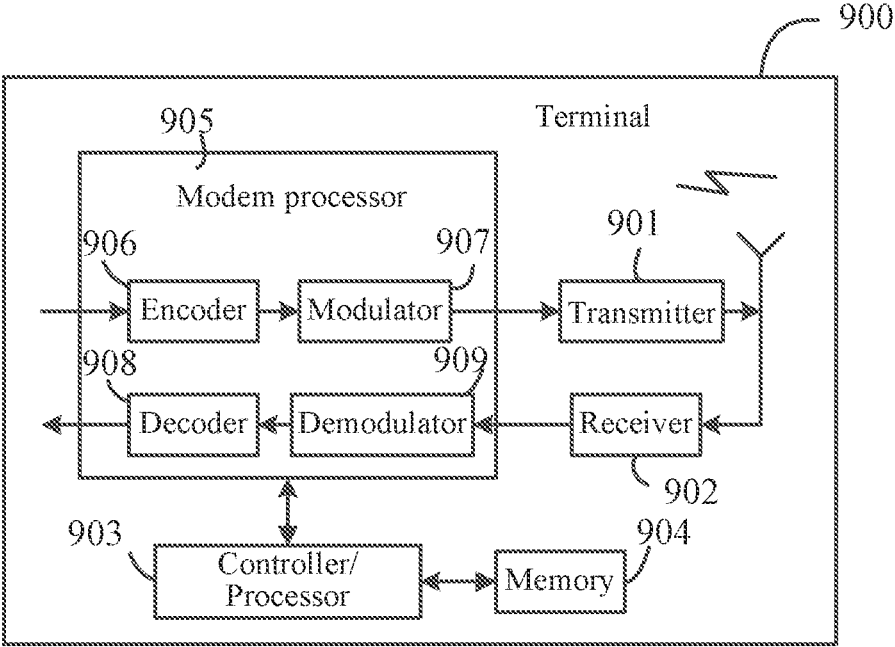 900
Terminal
905
Modem processor
906
907
901
Encoder
Modulator
Transmitter
908
909
Decoder
Demodulator
Receiver
902
903
904
Controller/
Processor
Memory